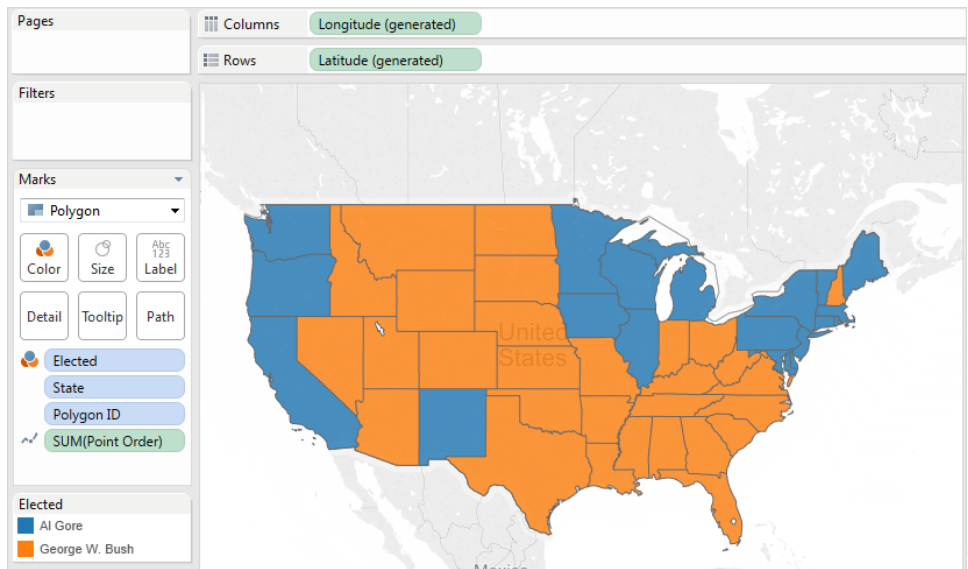 Pages
Columns
Longitude (generated)
Rows
Latitude (generated)
Filters
Marks
Polygon
Color
Size
Abc
123
Label
Detail
Tooltip
Path
Elected
State
Polygon ID
SUM(Point Order)
Elected
Al Gore
George W. Bush
United
States
Mexico